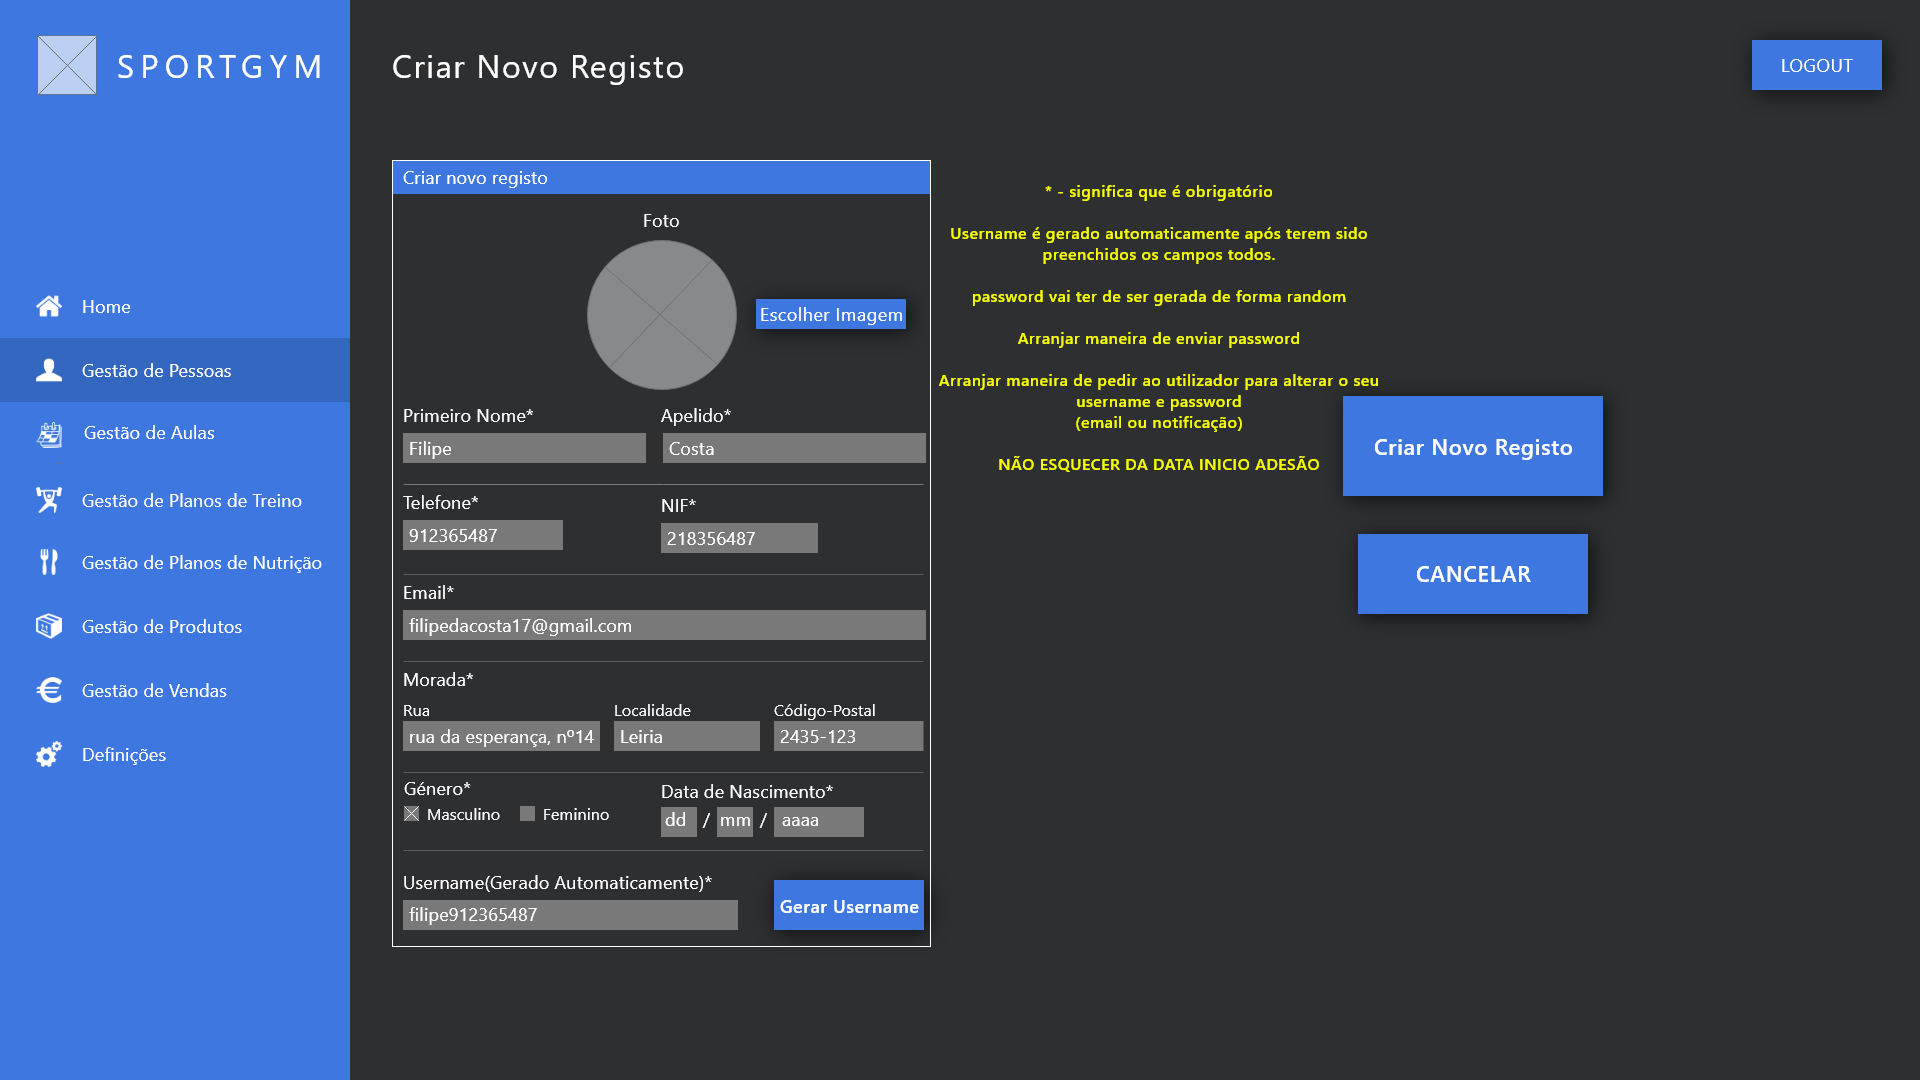 SPORTGYM
Criar Novo Registo
LOGOUT
Home
Gestão de Pessoas
Gestão de Aulas
Gestão de Planos de Treino
Gestão de Planos de Nutrição
Gestão de Produtos
Gestão de Vendas
Definições
Criar novo registo
Foto
Escolher Imagem
Primeiro Nome* Apelido*
Filipe Costa
Telefone* NIF*
912365487 218356487
Email*
filipedacosta17@gmail.com
Morada*
Rua Localidade Código-Postal
rua da esperança, nº14 Leiria 2435-123
Género* Data de Nascimento*
Masculino Feminino dd / mm / aaaa
Username(Gerado Automaticamente)*
filipe912365487 Gerar Username
* - significa que é obrigatório
Username é gerado automaticamente após terem sido
preenchidos os campos todos.
password vai ter de ser gerada de forma random
Arranjar maneira de enviar password
Arranjar maneira de pedir ao utilizador para alterar o seu
username e password
(email ou notificação)
NÃO ESQUECER DA DATA INICIO ADESÃO
Criar Novo Registo
CANCELAR